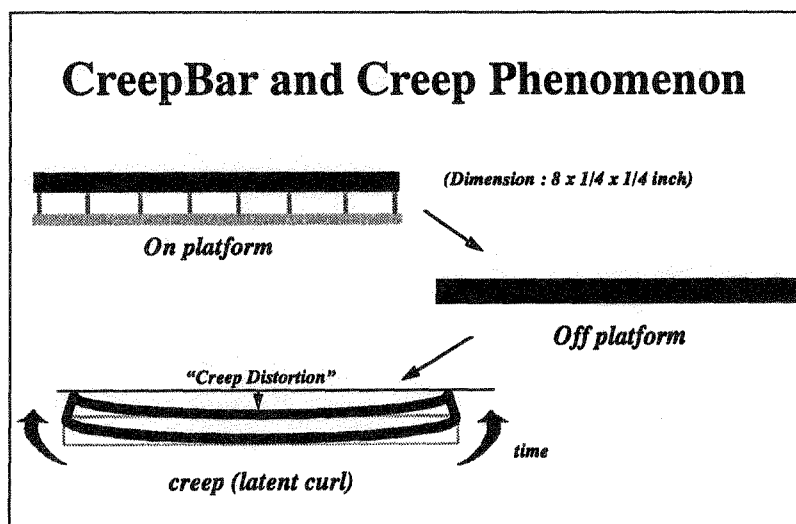 CreepBar and Creep Phenomenon
(Dimension : 8 x 1/4 x 1/4 inch)
On platform
Off platform
“Creep Distortion”
time
creep (latent curl)